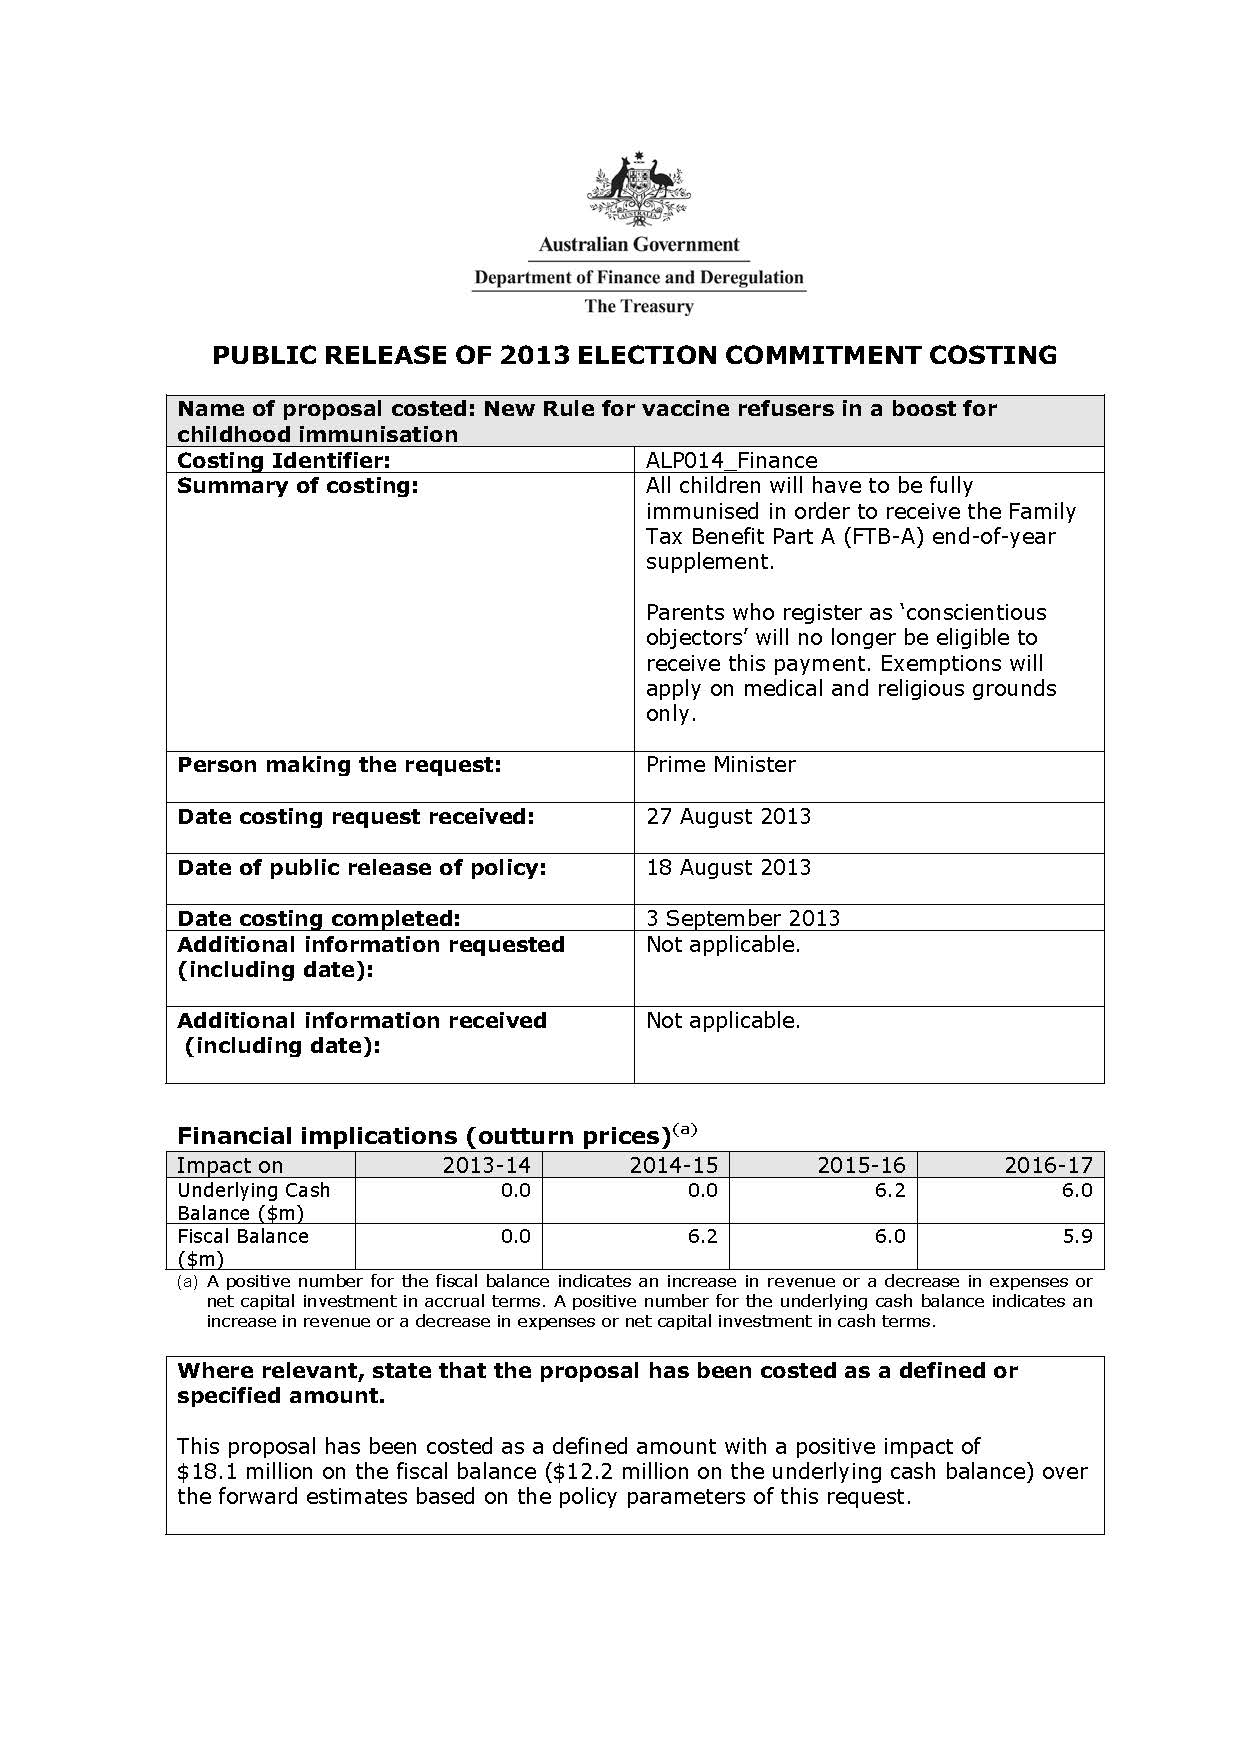 AUSTRALIA
Australian Government
Department of Finance and Deregulation
The Treasury
PUBLIC RELEASE OF 2013 ELECTION COMMITMENT COSTING
Name of proposal costed: New Rule for vaccine refusers in a boost for
childhood immunisation
Costing Identifier: ALP014_Finance
Summary of costing: All children will have to be fully
immunised in order to receive the Family
Tax Benefit Part A (FTB-A) end-of-year
supplement.
Parents who register as ‘conscientious
objectors’ will no longer be eligible to
receive this payment. Exemptions will
apply on medical and religious grounds
only.
Person making the request: Prime Minister
Date costing request received: 27 August 2013
Date of public release of policy: 18 August 2013
Date costing completed: 3 September 2013
Additional information requested Not applicable.
(including date):
Additional information received Not applicable.
(including date):
Financial implications (outturn prices)(a)
Impact on 2013-14 2014-15 2015-16 2016-17
Underlying Cash 0.0 0.0 6.2 6.0
Balance ($m)
Fiscal Balance 0.0 6.2 6.0 5.9
($m)
(a) A positive number for the fiscal balance indicates an increase in revenue or a decrease in expenses or
net capital investment in accrual terms. A positive number for the underlying cash balance indicates an
increase in revenue or a decrease in expenses or net capital investment in cash terms.
Where relevant, state that the proposal has been costed as a defined or
specified amount.
This proposal has been costed as a defined amount with a positive impact of
$18.1 million on the fiscal balance ($12.2 million on the underlying cash balance) over
the forward estimates based on the policy parameters of this request.